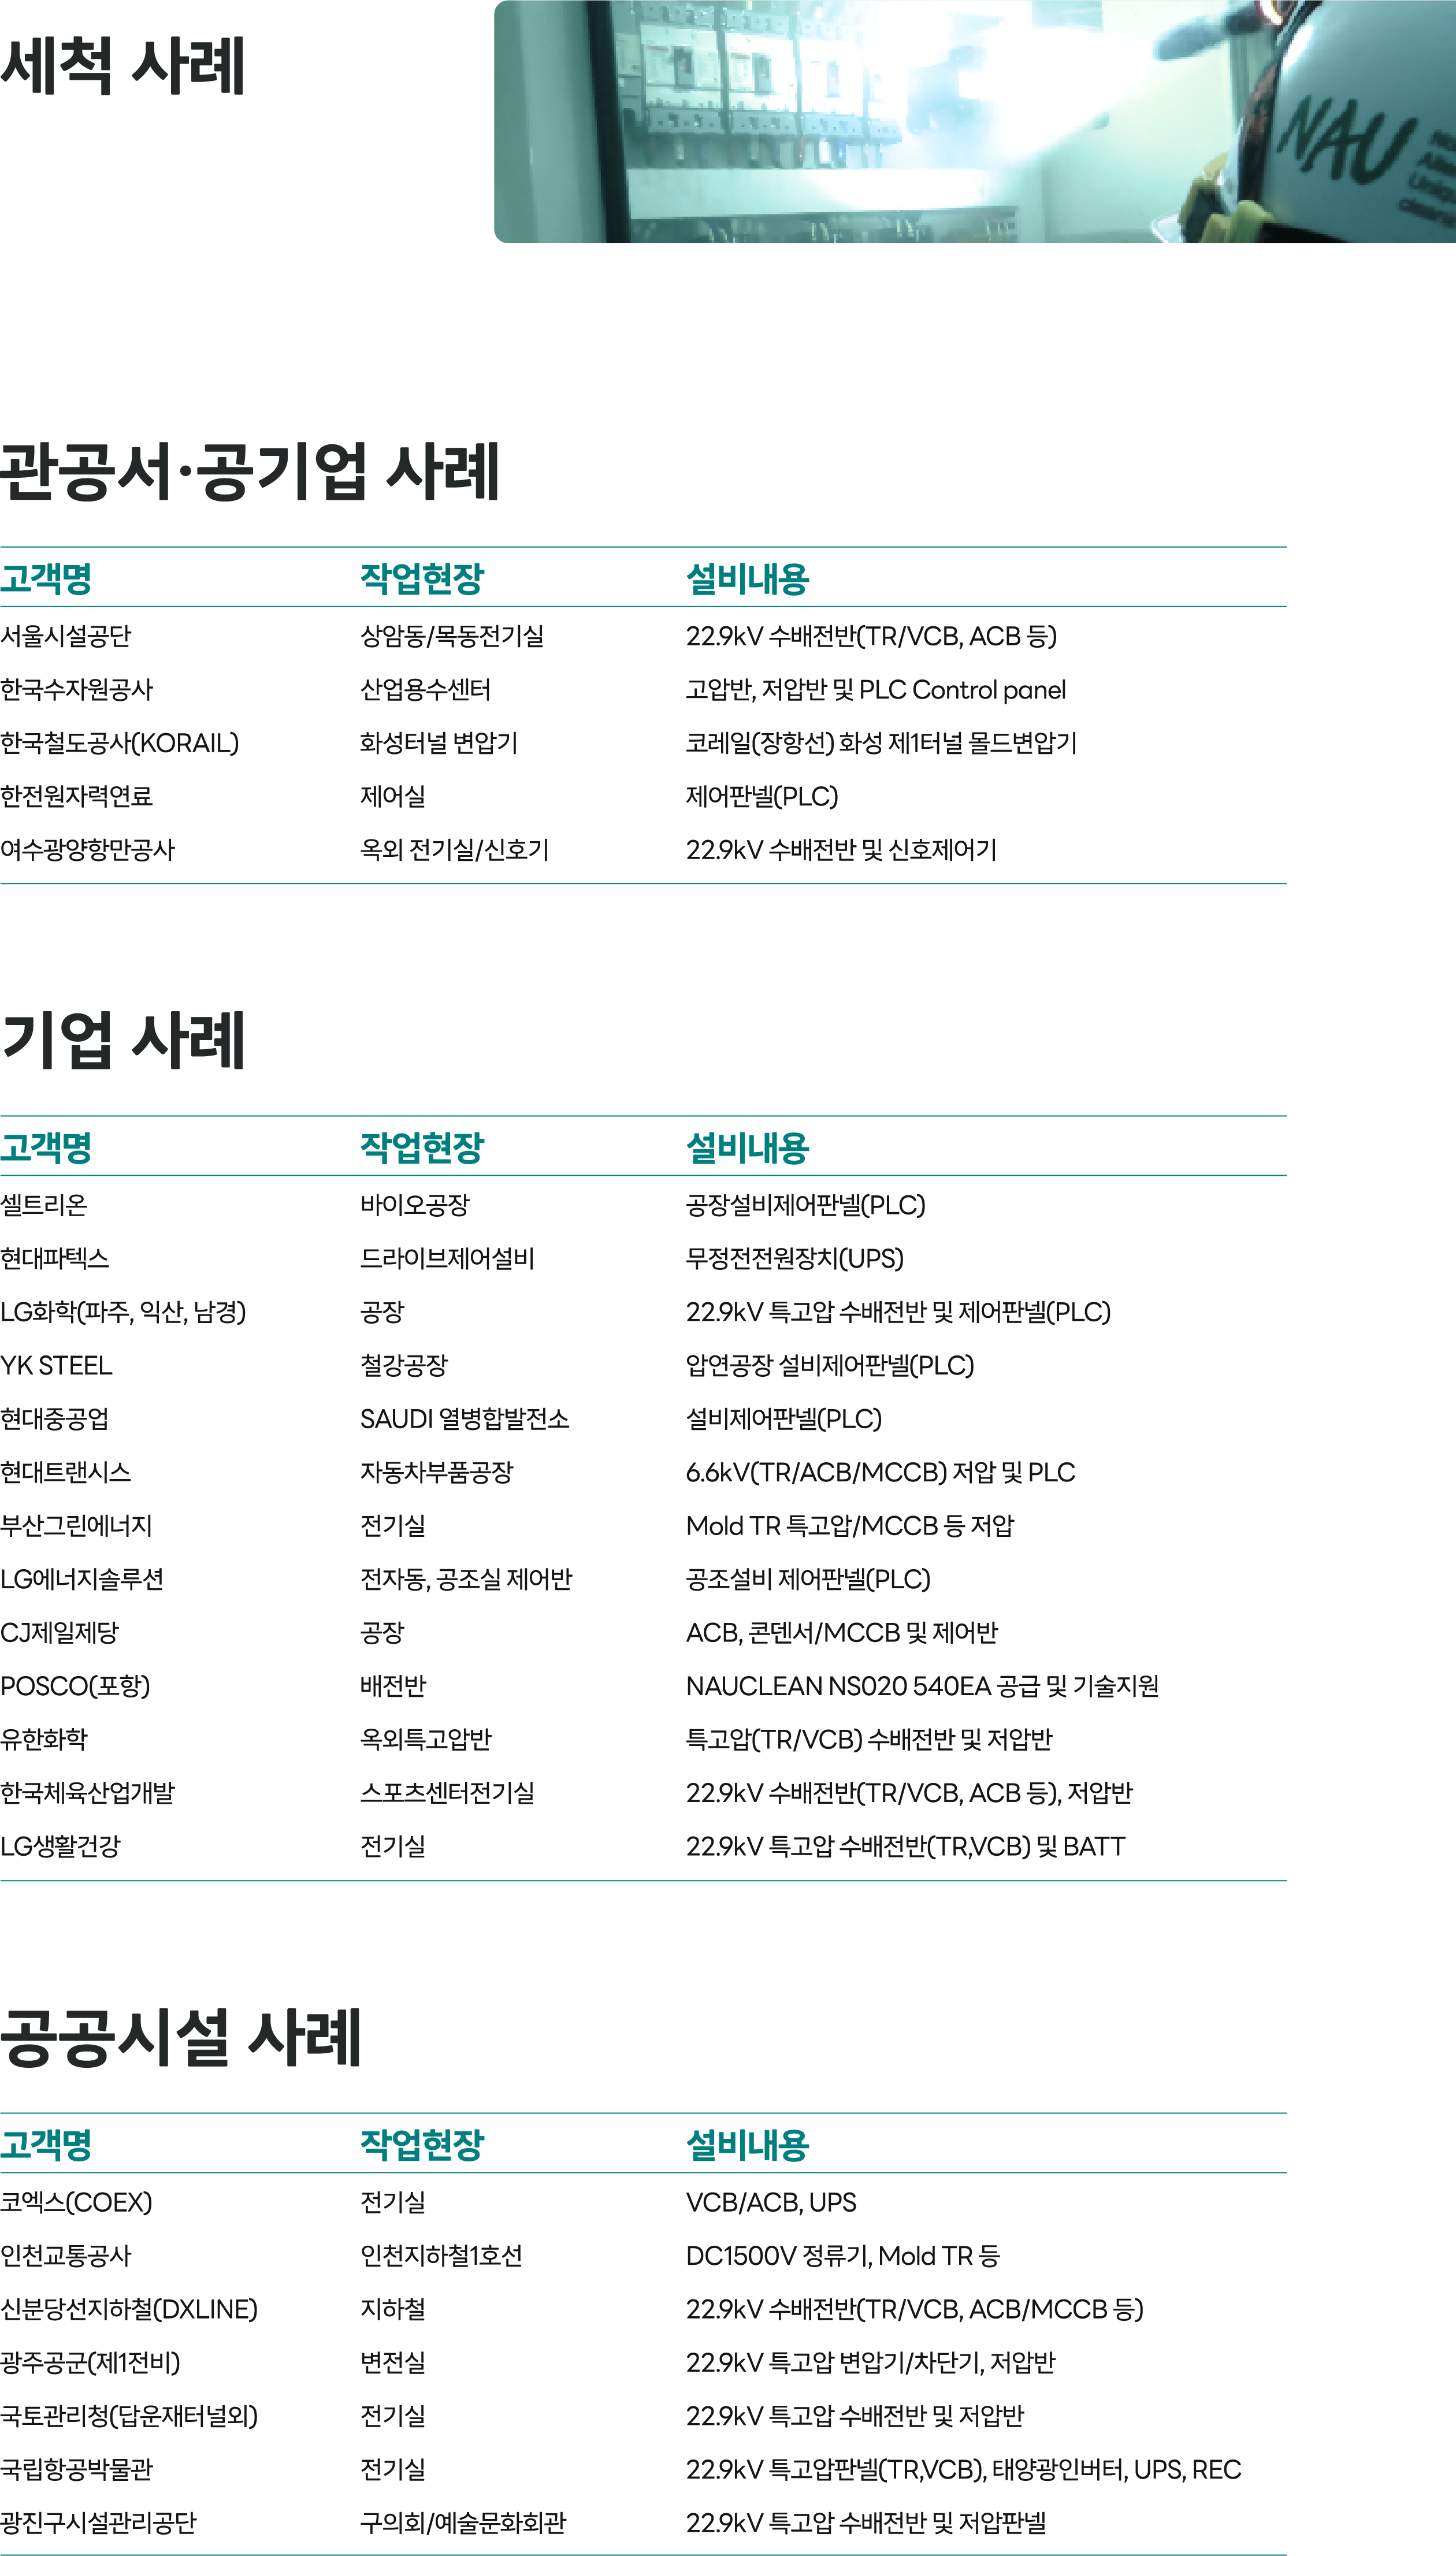 세척 사례
NAU
관공서·공기업 사례
고객명 작업현장 설비내용
서울시설공단 상암동/목동전기실 22.9kV 수배전반(TR/VCB, ACB 등)
한국수자원공사 산업용수센터 고압반, 저압반 및 PLC Control panel
한국철도공사(KORAIL) 화성터널 변압기 코레일(장항선) 화성 제1터널 몰드변압기
한전원자력연료 제어실 제어판넬(PLC)
여수광양항만공사 옥외 전기실/신호기 22.9kV 수배전반 및 신호제어기
기업 사례
고객명 작업현장 설비내용
셀트리온 바이오공장 공장설비제어판넬(PLC)
현대파텍스 드라이브제어설비 무정전전원장치(UPS)
LG화학(파주, 익산, 남경) 공장 22.9kV 특고압 수배전반 및 제어판넬(PLC)
YK STEEL 철강공장 압연공장 설비제어판넬(PLC)
현대중공업 SAUDI 열병합발전소 설비제어판넬(PLC)
현대트랜시스 자동차부품공장 6.6kV(TR/ACB/MCCB) 저압 및 PLC
부산그린에너지 전기실 Mold TR 특고압/MCCB 등 저압
LG에너지솔루션 전자동, 공조실 제어반 공조설비 제어판넬(PLC)
CJ제일제당 공장 ACB, 콘덴서/MCCB 및 제어반
POSCO(포항) 배전반 NAUCLEAN NS020 540EA 공급 및 기술지원
유한화학 옥외특고압반 특고압(TR/VCB) 수배전반 및 저압반
한국체육산업개발 스포츠센터전기실 22.9kV 수배전반(TR/VCB, ACB 등), 저압반
LG생활건강 전기실 22.9kV 특고압 수배전반(TR,VCB) 및 BATT
공공시설 사례
고객명 작업현장 설비내용
코엑스(COEX) 전기실 VCB/ACB, UPS
인천교통공사 인천지하철1호선 DC1500V 정류기, Mold TR 등
신분당선지하철(DXLINE) 지하철 22.9kV 수배전반(TR/VCB, ACB/MCCB 등)
광주공군(제1전비) 변전실 22.9kV 특고압 변압기/차단기, 저압반
국토관리청(답운재터널외) 전기실 22.9kV 특고압 수배전반 및 저압반
국립항공박물관 전기실 22.9kV 특고압판넬(TR,VCB), 태양광인버터, UPS, REC
광진구시설관리공단 구의회/예술문화회관 22.9kV 특고압 수배전반 및 저압판넬